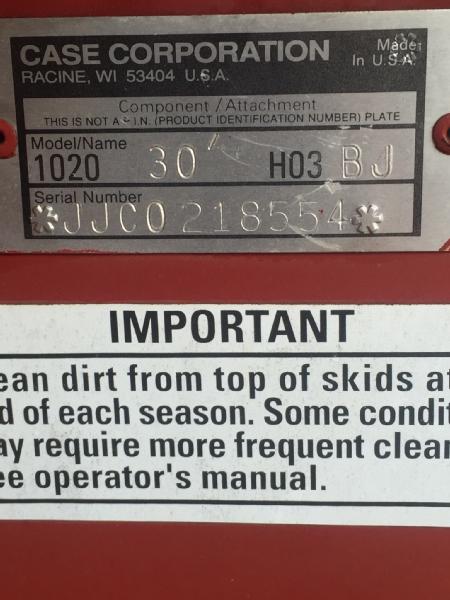 CASE CORPORATION
RACINE, WI 53404 U.S.A.
Made
In U.S.A.
Component/Attachment
THIS IS NOT A P.I.N. (PRODUCT IDENTIFICATION NUMBER) PLATE
Model/Name
1020 30' H03 BJ
Serial Number
*JJC0218554*
IMPORTANT
ean dirt from top of skids at
d of each season. Some condit
ay require more frequent clear
ee operator's manual.